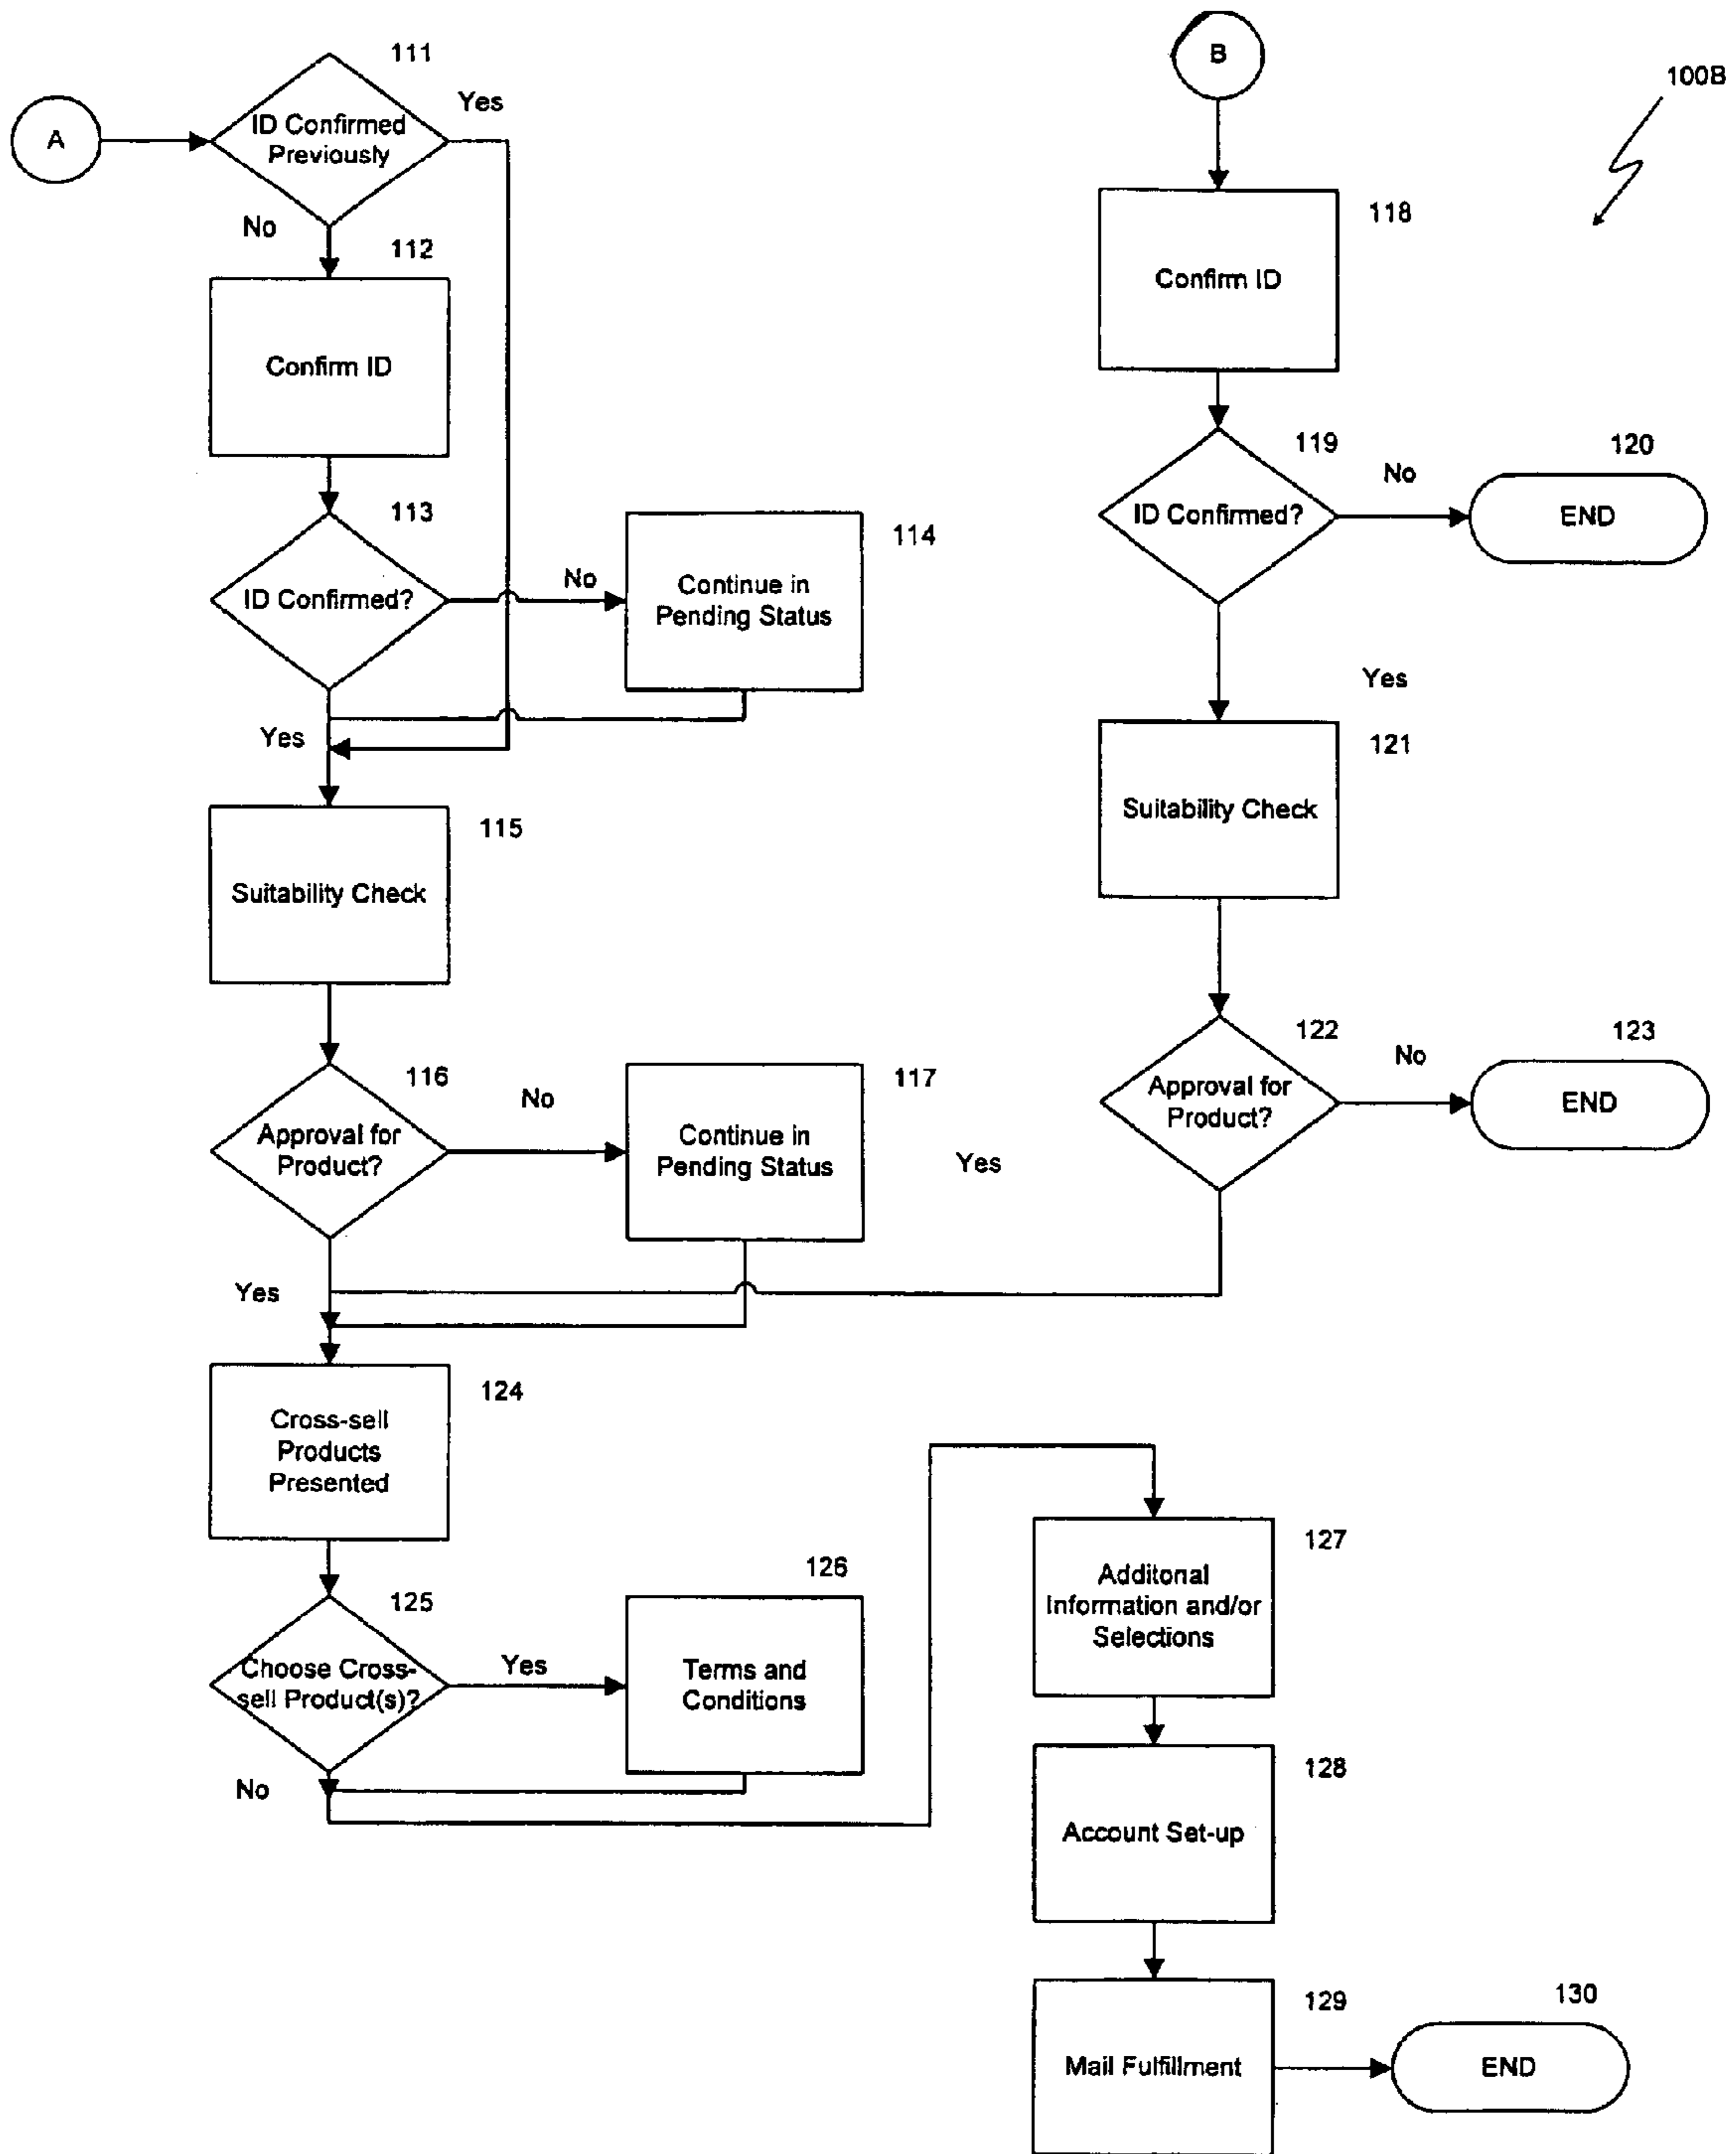 111
A
ID Confirmed
Previously
Yes
No
112
Confirm ID
113
ID Confirmed?
No
114
Continue in
Pending Status
Yes
115
Suitability Check
116
Approval for
Product?
No
117
Continue in
Pending Status
Yes
B
100B
118
Confirm ID
119
ID Confirmed?
No
120
END
Yes
121
Suitability Check
122
Approval for
Product?
No
123
END
Yes
124
Cross-sell
Products
Presented
125
Choose Cross-
sell Product(s)?
Yes
126
Terms and
Conditions
No
127
Additonal
Information and/or
Selections
128
Account Set-up
129
Mail Fulfillment
130
END